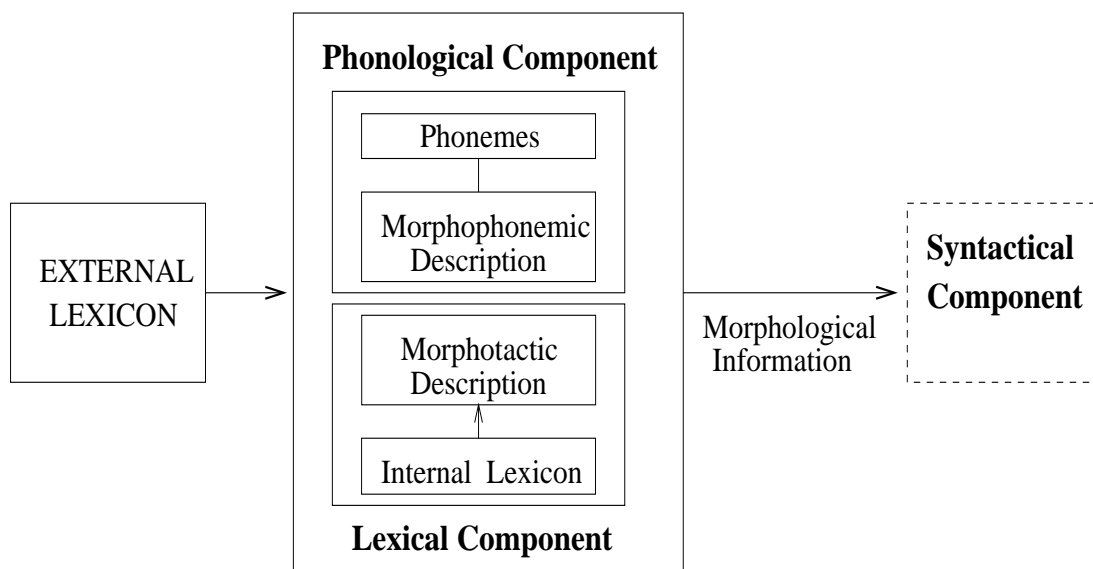 EXTERNAL
LEXICON
Phonological Component
Phonemes
Morphophonemic
Description
Morphotactic
Description
Internal Lexicon
Lexical Component
Morphological
Information
Syntactical
Component